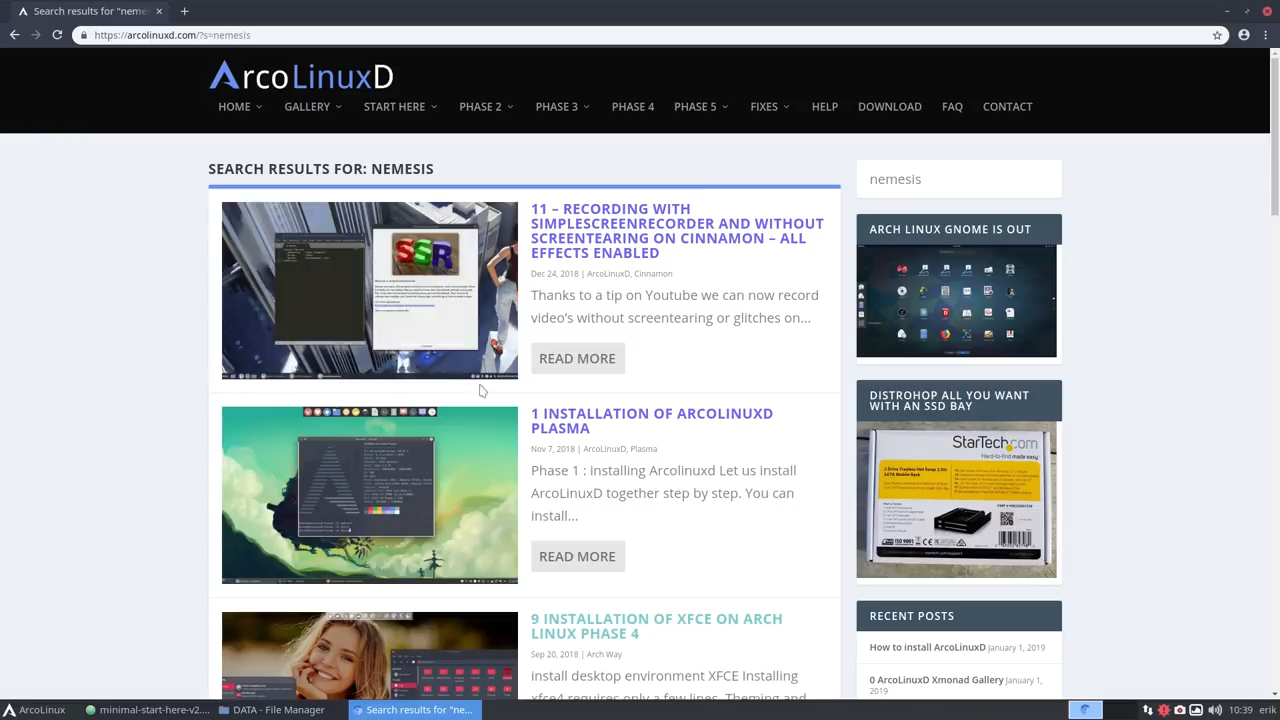 Search results for "neme
https://arcolinuxd.com/?s=nemesis
ArcoLinuxD
HOME GALLERY START HERE PHASE 2 PHASE 3 PHASE 4 PHASE 5 FIXES HELP DOWNLOAD FAQ CONTACT
SEARCH RESULTS FOR: NEMESIS
SSR
11 – RECORDING WITH
SIMPLESCREENRECORDER AND WITHOUT
SCREENTEARING ON CINNAMON – ALL
EFFECTS ENABLED
Dec 24, 2018 | ArcoLinuxD, Cinnamon
Thanks to a tip on youtube we can now record
video's without screentearing or glitches on...
READ MORE
1 INSTALLATION OF ARCOLINUXD
PLASMA
Nov 7, 2018 | ArcoLinuxD, Plasma
Phase 1 : installing Arcolinuxd Let us install
ArcoLinuxD together step by step. You
install...
READ MORE
9 INSTALLATION OF XFCE ON ARCH
LINUX PHASE 4
Sep 20, 2018 | Arch Way
install desktop environment XFCE Installing
xfce4 requires only a few lines. Theming and
nemesis
ARCH LINUX GNOME IS OUT
DISTROHOP ALL YOU WANT
WITH AN SSD BAY
StarTech.com
Hard-to-find made easy
RECENT POSTS
How to install ArcoLinuxD January 1, 2019
0 ArcoLinuxD Xmonad Gallery January 1,
2019
ArcoLinux minimal-start-here-v2... DATA - File Manager Search results for "ne... 10:39 erik